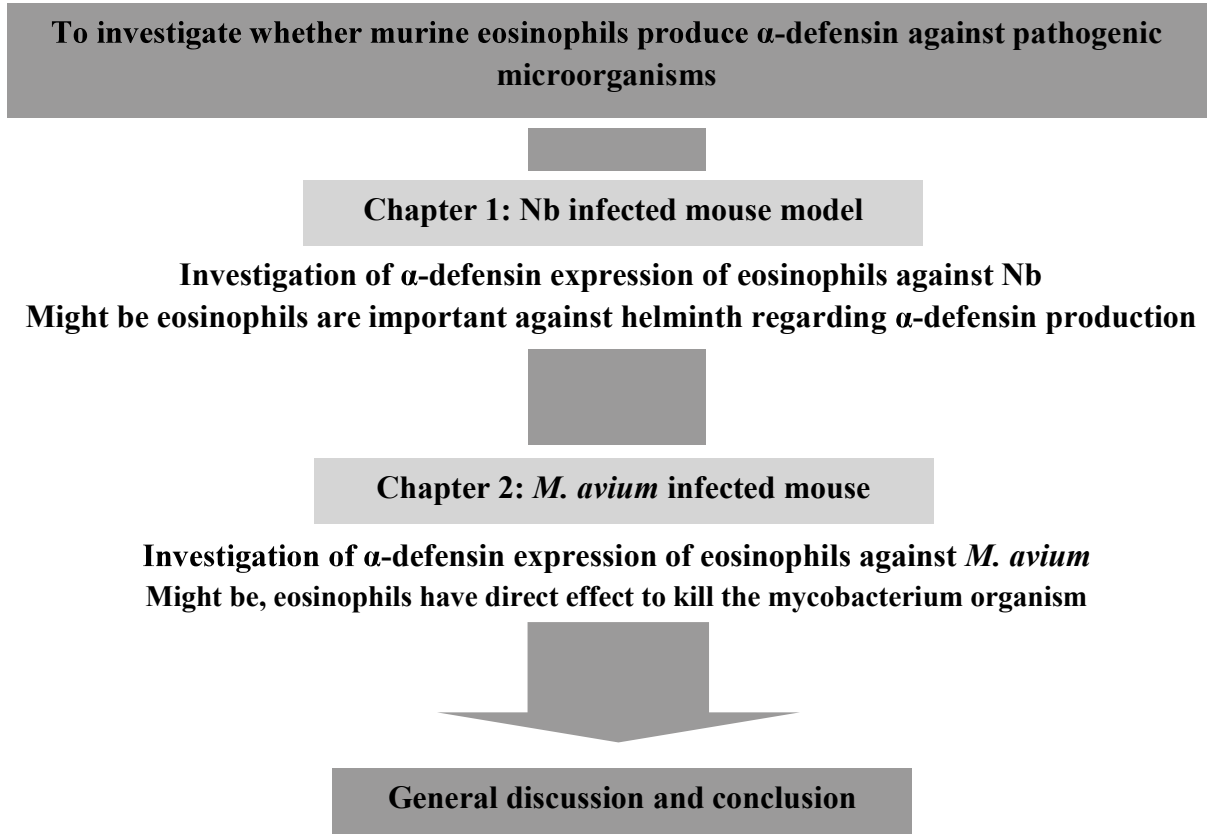 To investigate whether murine eosinophils produce α-defensin against pathogenic
microorganisms
Chapter 1: Nb infected mouse model
Investigation of α-defensin expression of eosinophils against Nb
Might be eosinophils are important against helminth regarding α-defensin production
Chapter 2: M. avium infected mouse
Investigation of α-defensin expression of eosinophils against M. avium
Might be, eosinophils have direct effect to kill the mycobacterium organism
General discussion and conclusion